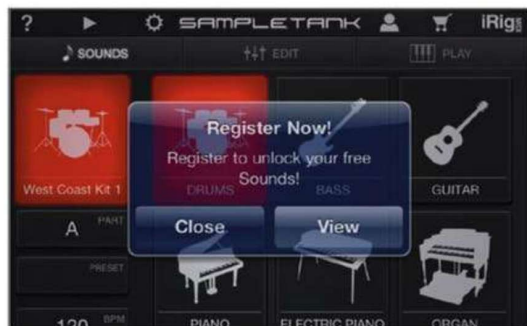 ? SAMPLETANK iRig
SOUNDS EDIT PLAY
Register Now!
Register to unlock your free
Sounds!
West Coast Kit 1 DRUMS BASS GUITAR
Close View
A PART
PRESET
120 BPM PIANO ELECTRIC PIANO ORGAN